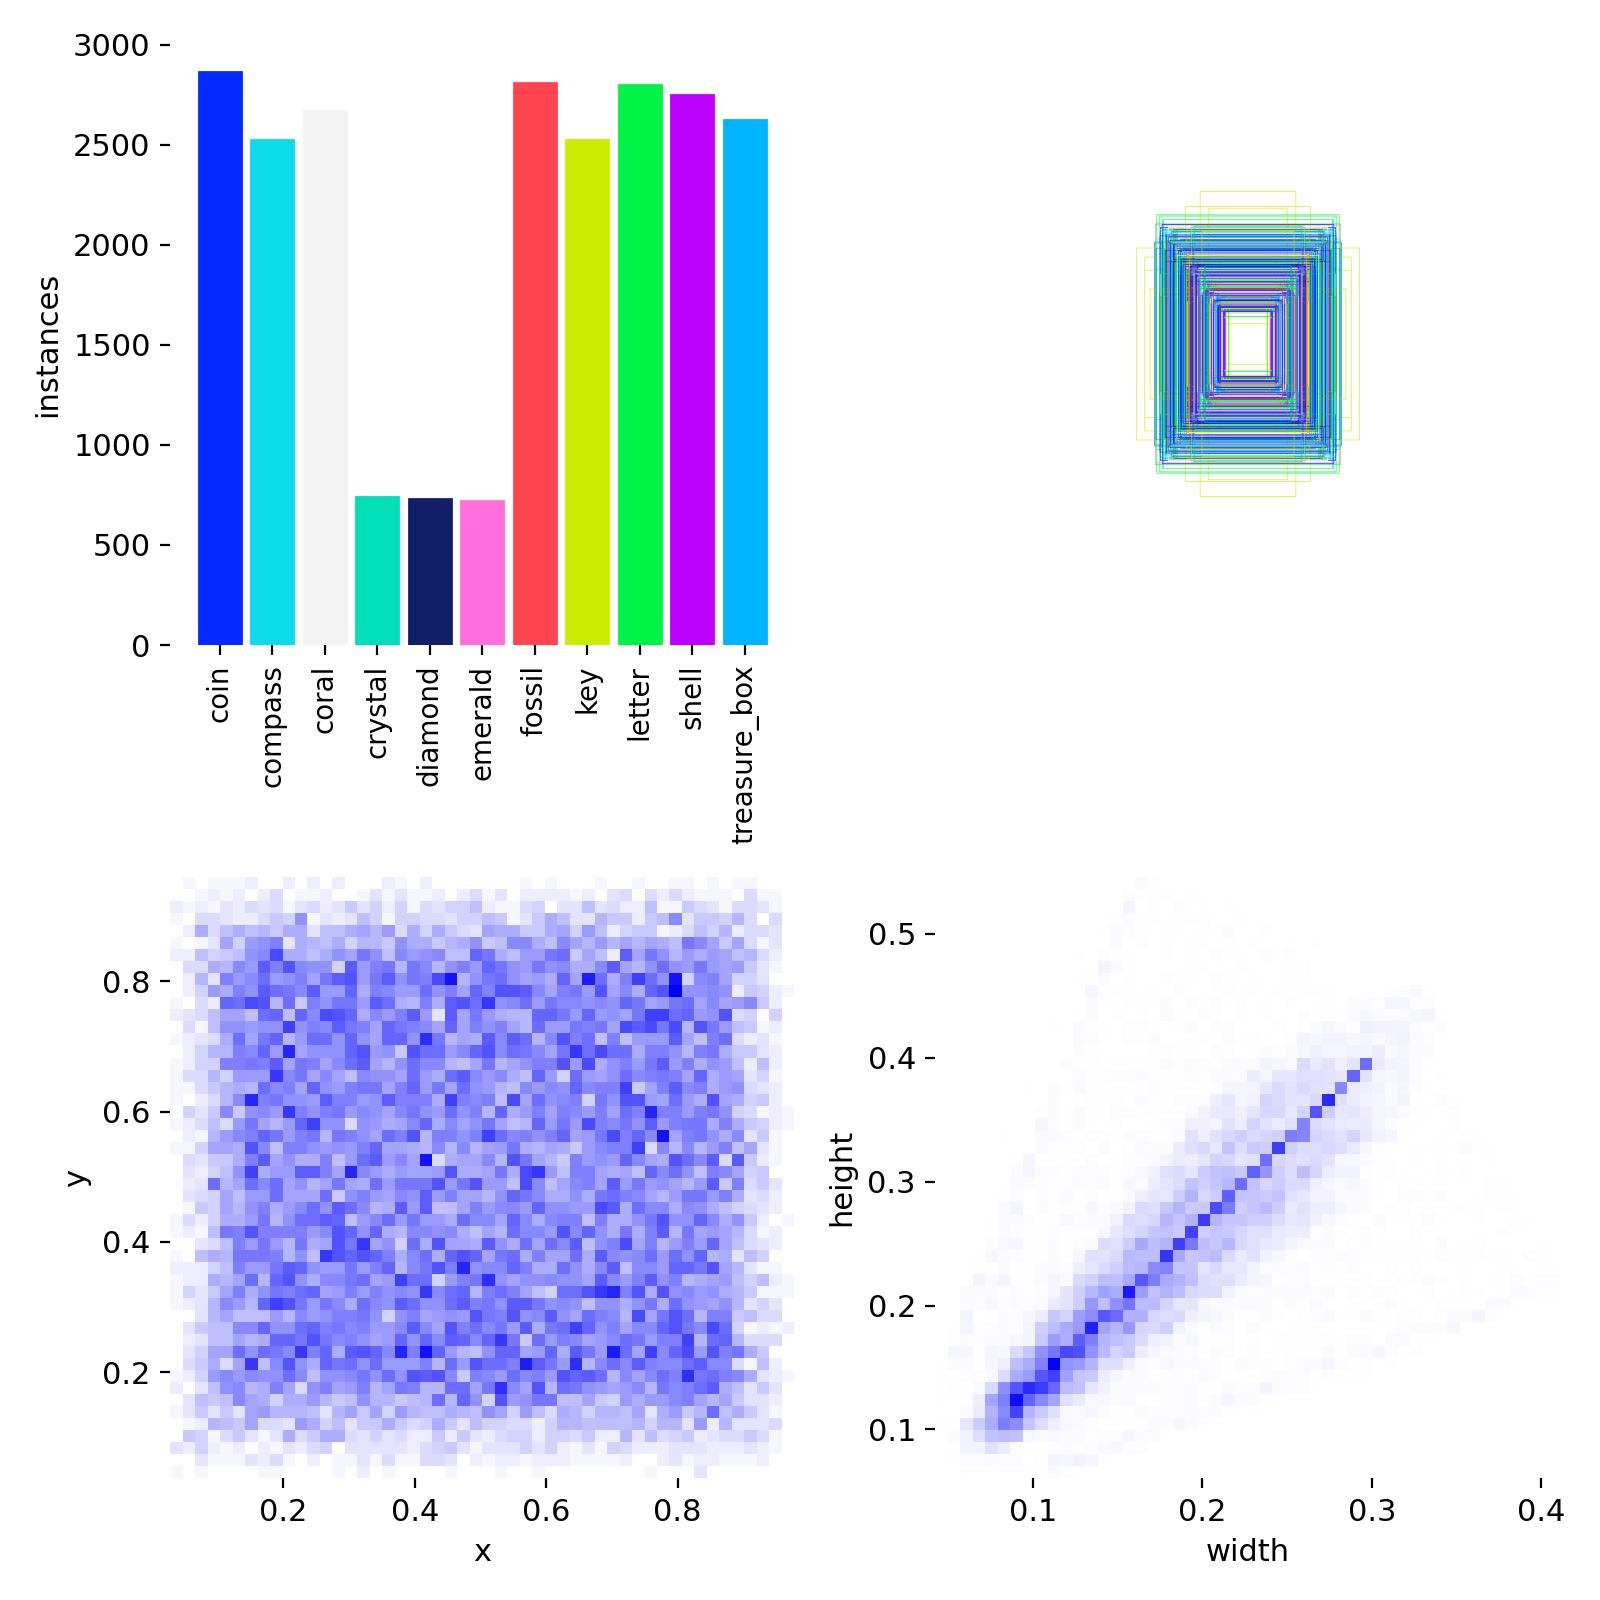 3000
2500
2000
1500
1000
500
0
instances
coin
compass
coral
crystal
diamond
emerald
fossil
key
letter
shell
treasure_box
0.8
0.6
0.4
0.2
y
0.2 0.4 0.6 0.8
x
0.5
0.4
0.3
0.2
0.1
height
0.1 0.2 0.3 0.4
width